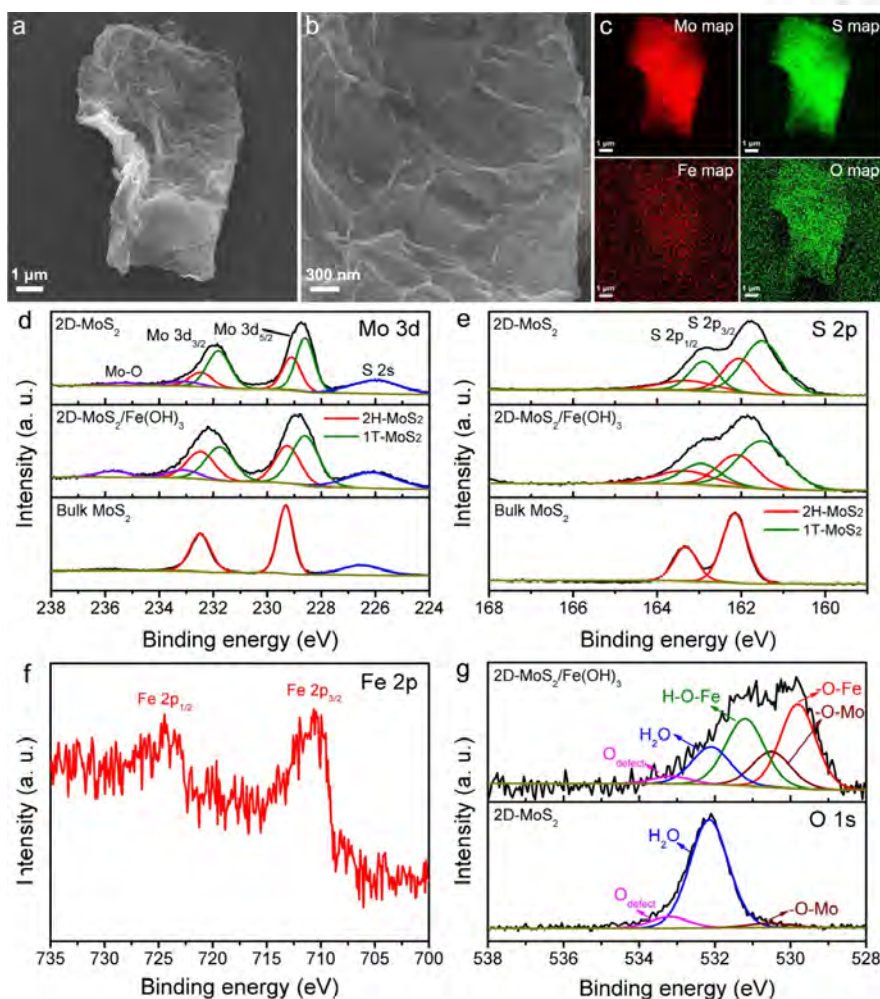 a
1 μm
b
300 nm
c
Mo map
1 μm
S map
1 μm
Fe map
1 μm
O map
1 μm
d
2D-MoS2
Mo 3d
Mo 3d3/2
Mo 3d5/2
Mo-O
S 2s
2D-MoS2/Fe(OH)3
2H-MoS2
1T-MoS2
Bulk MoS2
Intensity (a. u.)
238 236 234 232 230 228 226 224
Binding energy (eV)
e
2D-MoS2
S 2p
S 2p1/2
S 2p3/2
2D-MoS2/Fe(OH)3
Bulk MoS2
2H-MoS2
1T-MoS2
Intensity (a. u.)
168 166 164 162 160
Binding energy (eV)
f
Fe 2p
Fe 2p1/2
Fe 2p3/2
Intensity (a. u.)
735 730 725 720 715 710 705 700
Binding energy (eV)
g
2D-MoS2/Fe(OH)3
H-O-Fe
-O-Fe
-O-Mo
H2O
Odefect
2D-MoS2
O 1s
H2O
Odefect
-O-Mo
Intensity (a. u.)
538 536 534 532 530 528
Binding energy (eV)